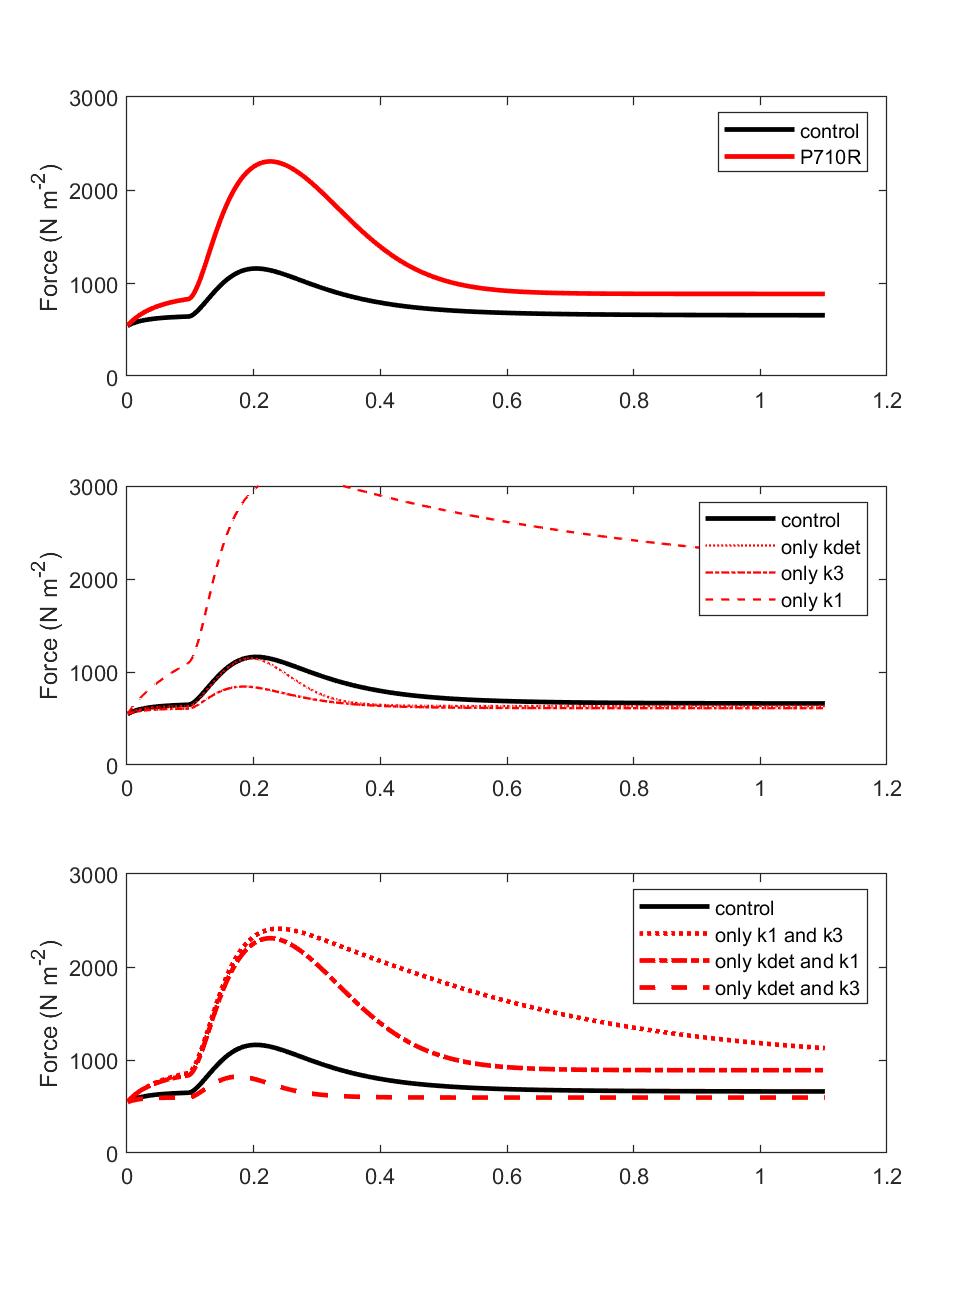 3000
2000
1000
0
Force (N m-2)
control
P710R
0 0.2 0.4 0.6 0.8 1 1.2
3000
2000
1000
0
Force (N m-2)
control
only kdet
only k3
only k1
0 0.2 0.4 0.6 0.8 1 1.2
3000
2000
1000
0
Force (N m-2)
control
only k1 and k3
only kdet and k1
only kdet and k3
0 0.2 0.4 0.6 0.8 1 1.2